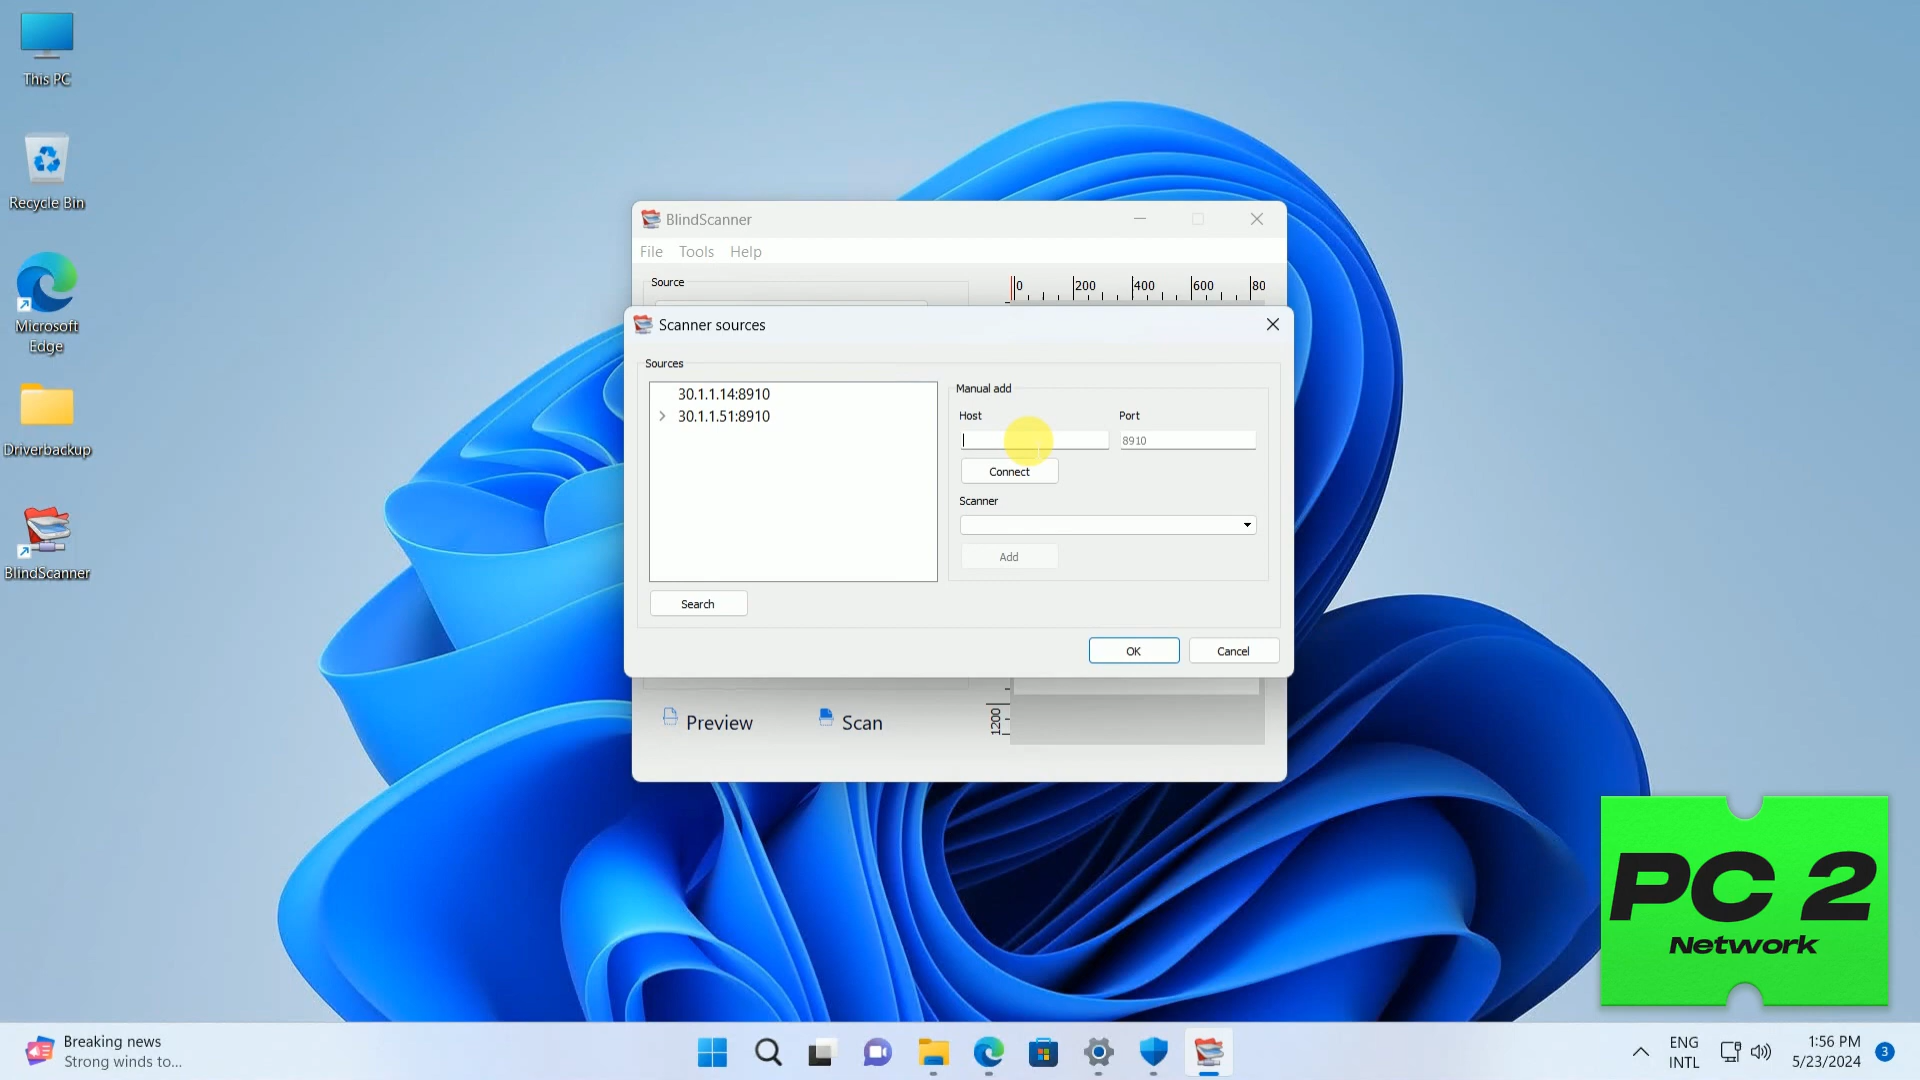 This PC
Recycle Bin
Microsoft
Edge
Driverbackup
BlindScanner
BlindScanner
File Tools Help
Source
0 200 400 600 80
Scanner sources
Sources
30.1.1.14:8910
30.1.1.51:8910
Manual add
Host Port
8910
Connect
Scanner
Add
Search
OK Cancel
Preview Scan
1200
PC 2
Network
Breaking news
Strong winds to...
ENG
INTL
1:56 PM
5/23/2024
3